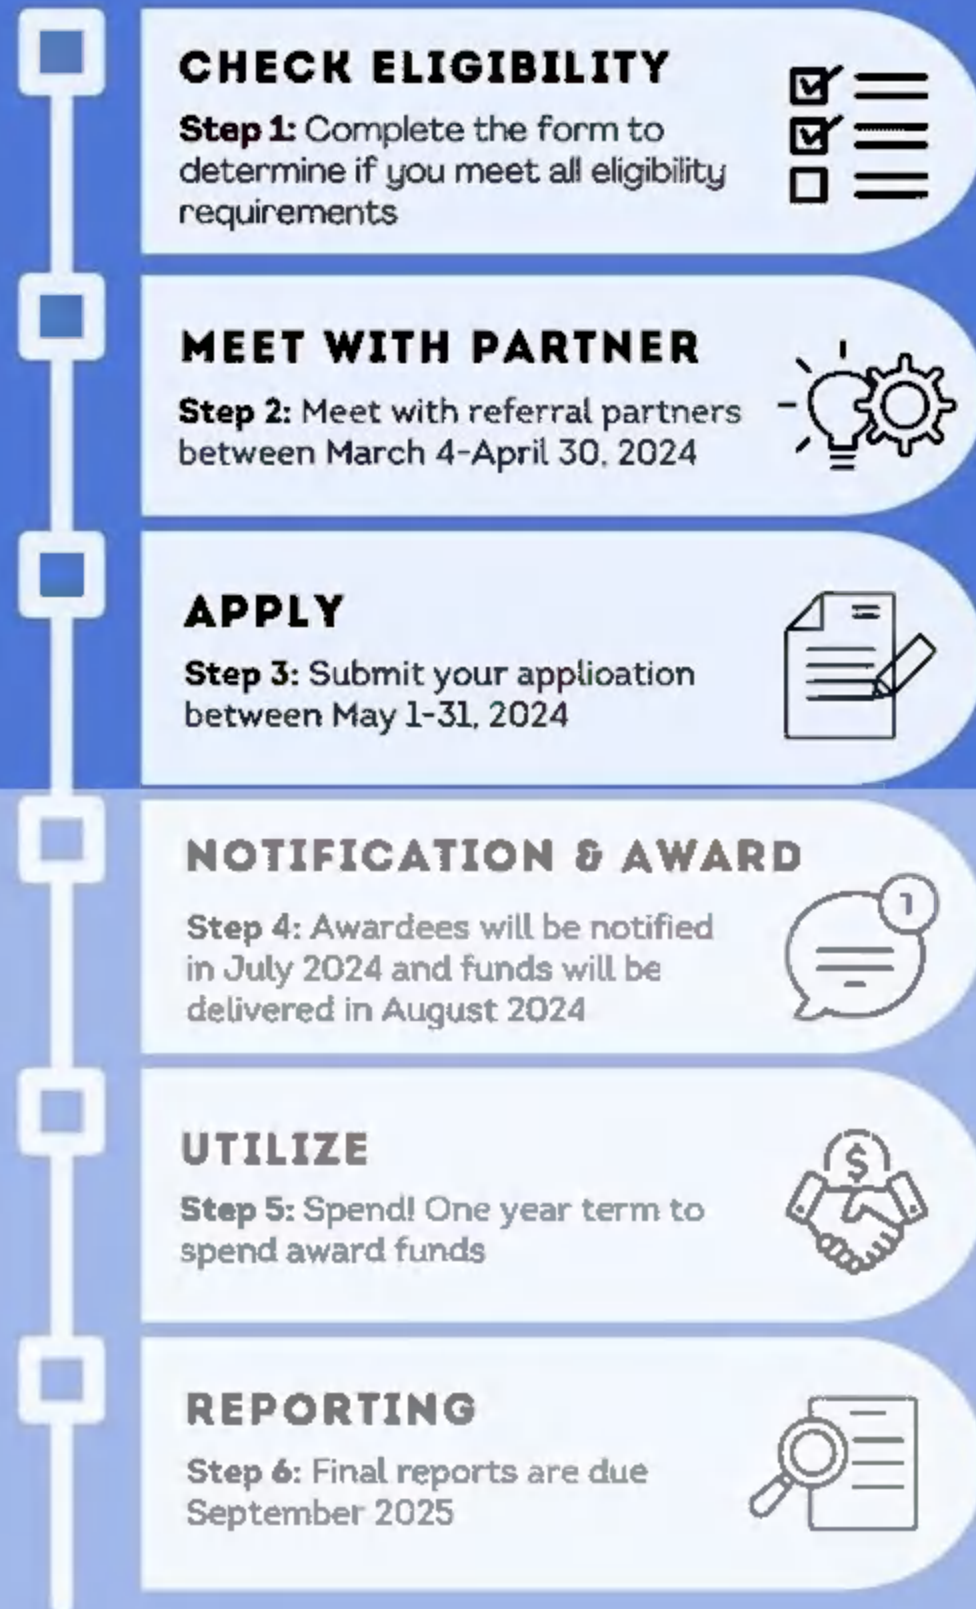 CHECK ELIGIBILITY
Step 1: Complete the form to
determine if you meet all eligibility
requirements
MEET WITH PARTNER
Step 2: Meet with referral partners
between March 4-April 30, 2024
APPLY
Step 3: Submit your application
between May 1-31, 2024
NOTIFICATION & AWARD
1
Step 4: Awardees will be notified
in July 2024 and funds will be
delivered in August 2024
UTILIZE
$
Step 5: Spend! One year term to
spend award funds
REPORTING
Step 6: Final reports are due
September 2025